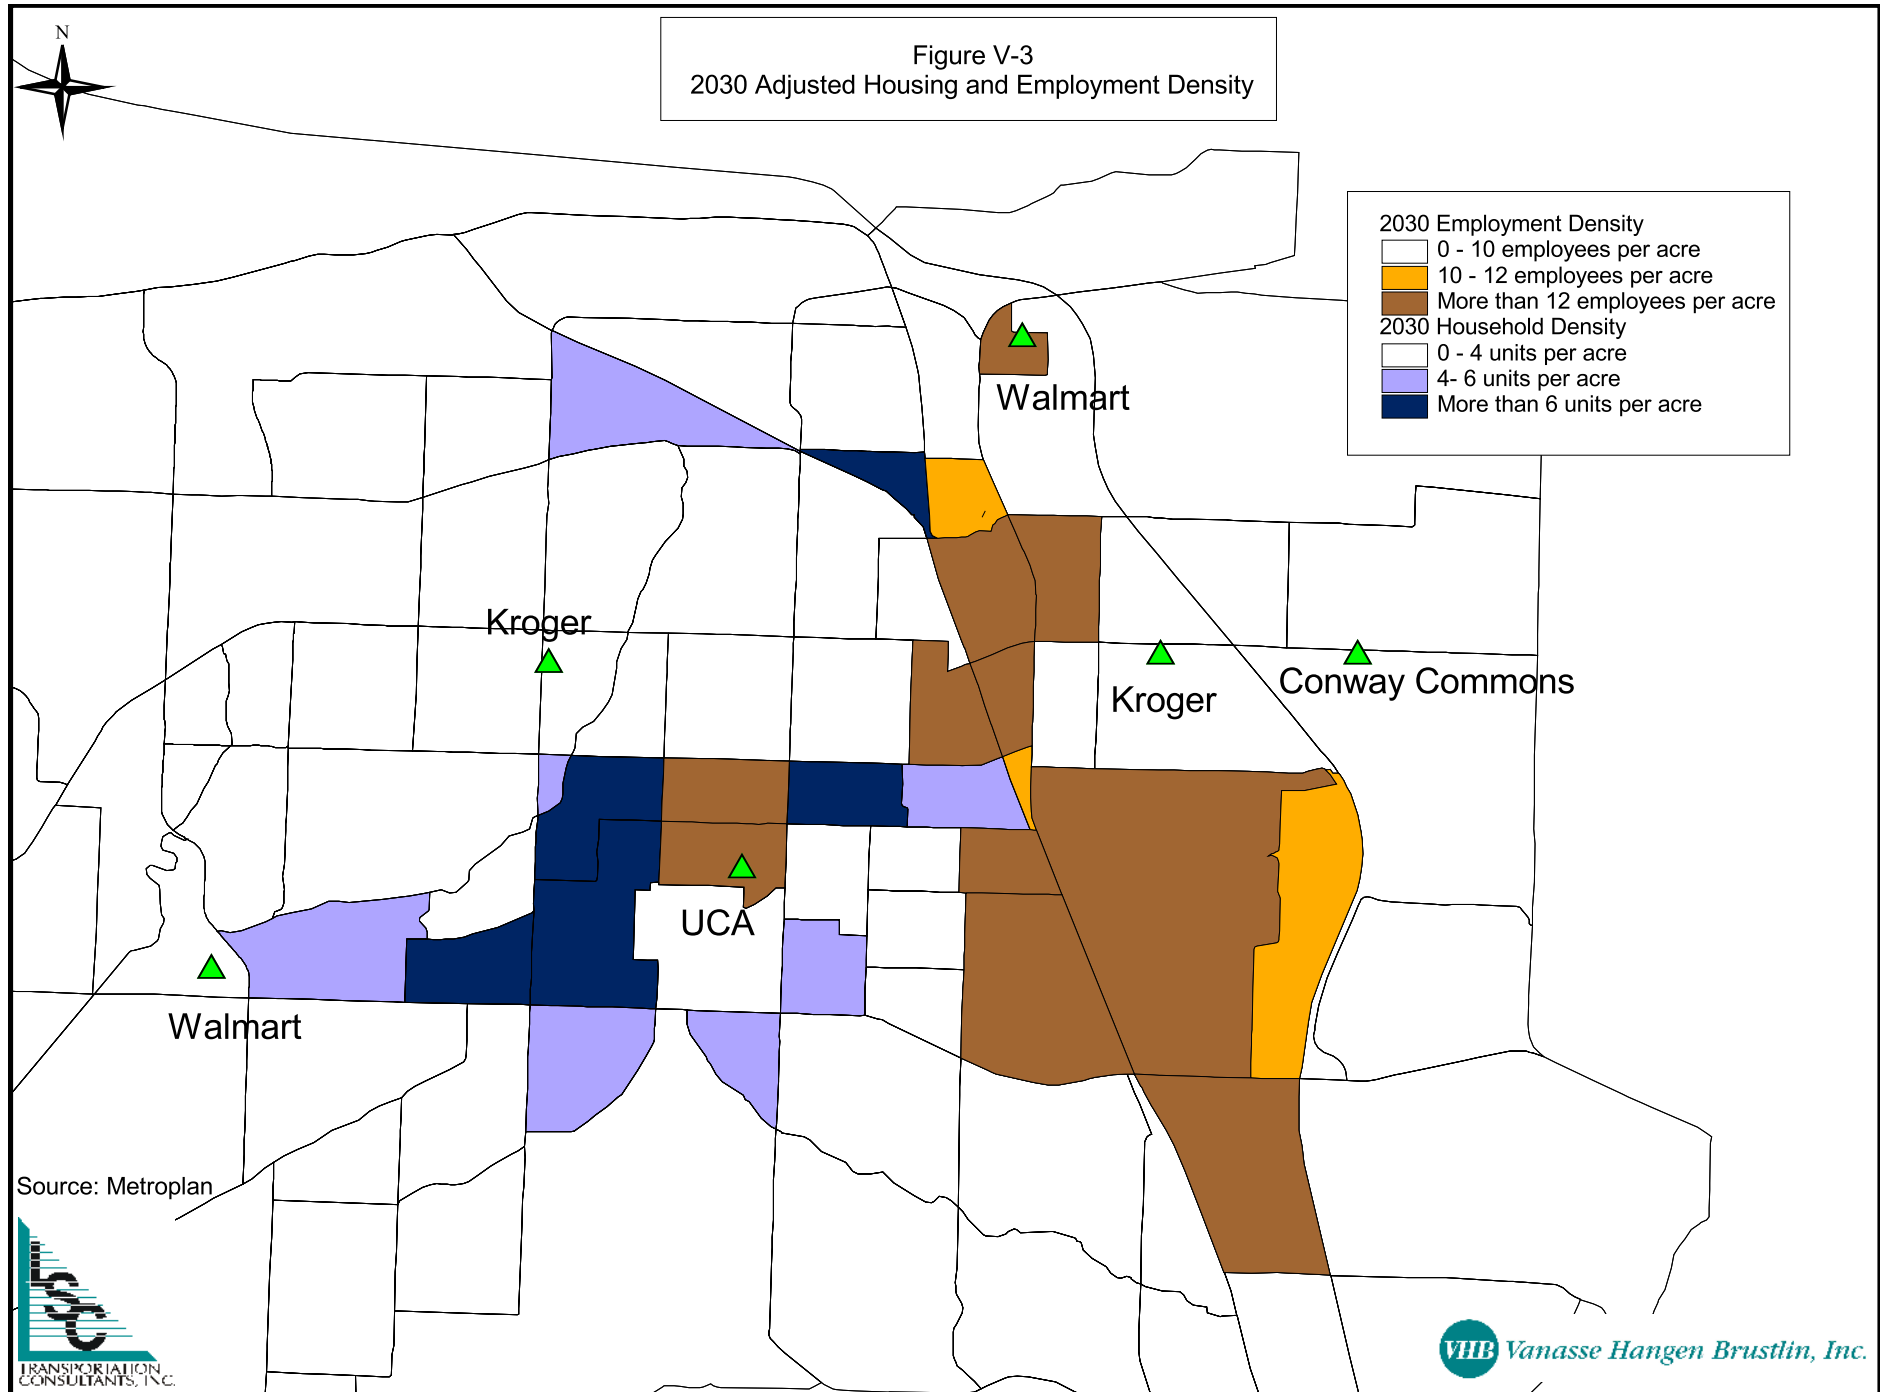 N
Figure V-3
2030 Adjusted Housing and Employment Density
2030 Employment Density
0 - 10 employees per acre
10 - 12 employees per acre
More than 12 employees per acre
2030 Household Density
0 - 4 units per acre
4- 6 units per acre
More than 6 units per acre
Walmart
Kroger
Kroger
Conway Commons
UCA
Walmart
Source: Metroplan
LSC
TRANSPORTATION
CONSULTANTS, INC.
VHB Vanasse Hangen Brustlin, Inc.